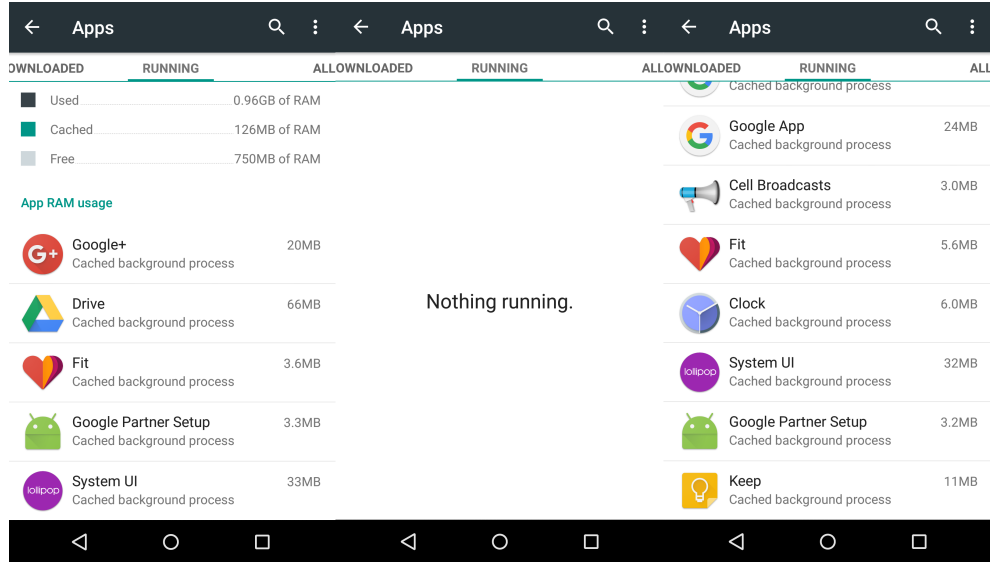 Apps
OWNLOADED
RUNNING
ALL
Used
0.96GB of RAM
Cached
126MB of RAM
Free
750MB of RAM
App RAM usage
G+
Google+
20MB
Cached background process
Drive
66MB
Cached background process
Fit
3.6MB
Cached background process
Google Partner Setup
3.3MB
Cached background process
lollipop
System UI
33MB
Cached background process
Apps
OWNLOADED
RUNNING
ALL
Nothing running.
Apps
OWNLOADED
RUNNING
ALL
Cached background process
G
Google App
24MB
Cached background process
Cell Broadcasts
3.0MB
Cached background process
Fit
5.6MB
Cached background process
Clock
6.0MB
Cached background process
lollipop
System UI
32MB
Cached background process
Google Partner Setup
3.2MB
Cached background process
Keep
11MB
Cached background process